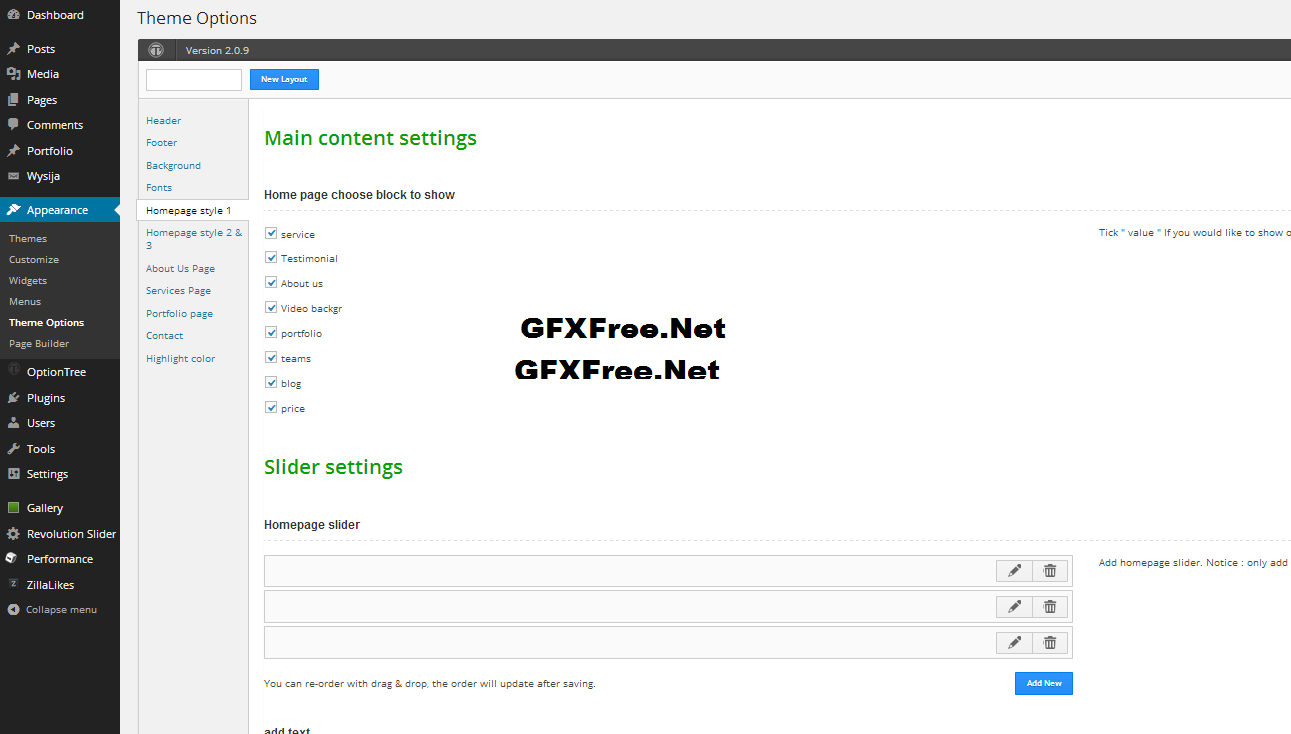 Dashboard
Posts
Media
Pages
Comments
Portfolio
Wysija
Appearance
Themes
Customize
Widgets
Menus
Theme Options
Page Builder
OptionTree
Plugins
Users
Tools
Settings
Gallery
Revolution Slider
Performance
ZillaLikes
Collapse menu
Theme Options
Version 2.0.9
New Layout
Header
Footer
Background
Fonts
Homepage style 1
Homepage style 2 &
3
About Us Page
Services Page
Portfolio page
Contact
Highlight color
Main content settings
Home page choose block to show
service
Testimonial
About us
Video backgr
portfolio
teams
blog
price
Tick " value " If you would like to show o
GFXFree.Net
GFXFree.Net
Slider settings
Homepage slider
Add homepage slider. Notice : only add
You can re-order with drag & drop, the order will update after saving.
Add New
add text